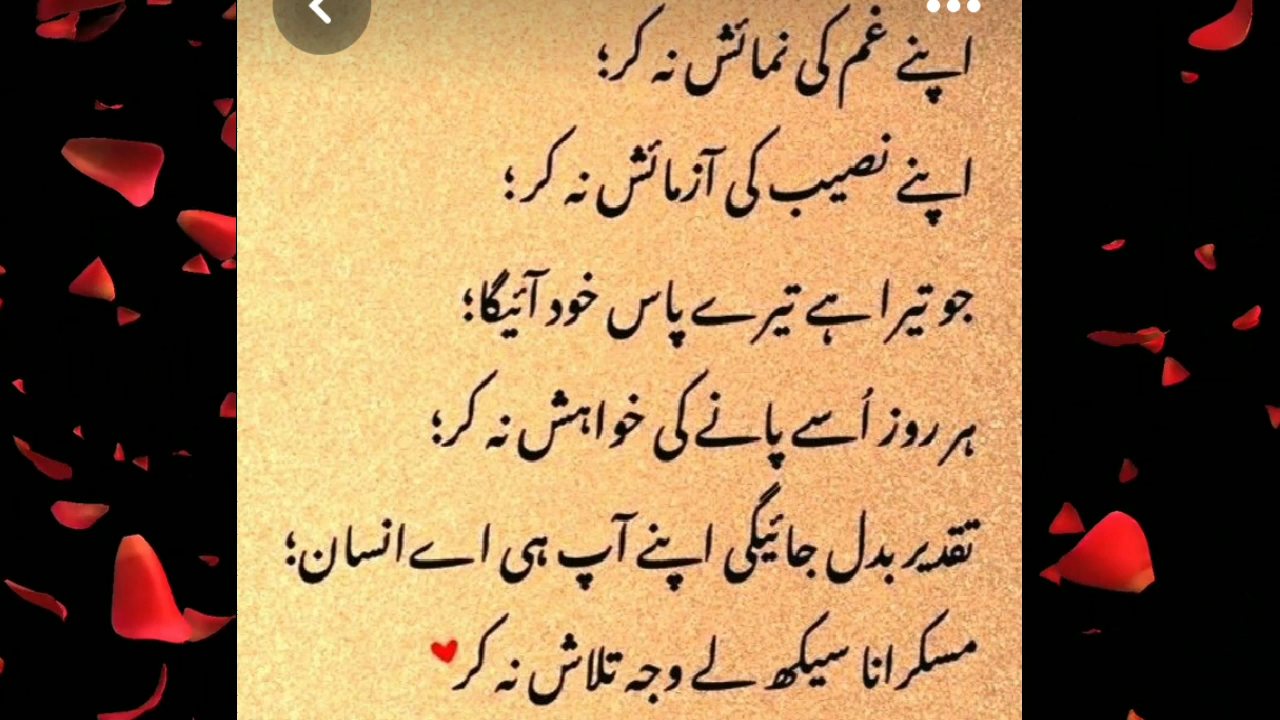 اپنے غم کی نمائش نہ کر؛
اپنے نصیب کی آزمائش نہ کر؛
جو تیرا ہے تیرے پاس خود آئیگا؛
ہر روز اُسے پانے کی خواہش نہ کر؛
تقدیر بدل جائیگی اپنے آپ ہی اے انسان؛
مسکرانا سیکھ لے وجہ تلاش نہ کر